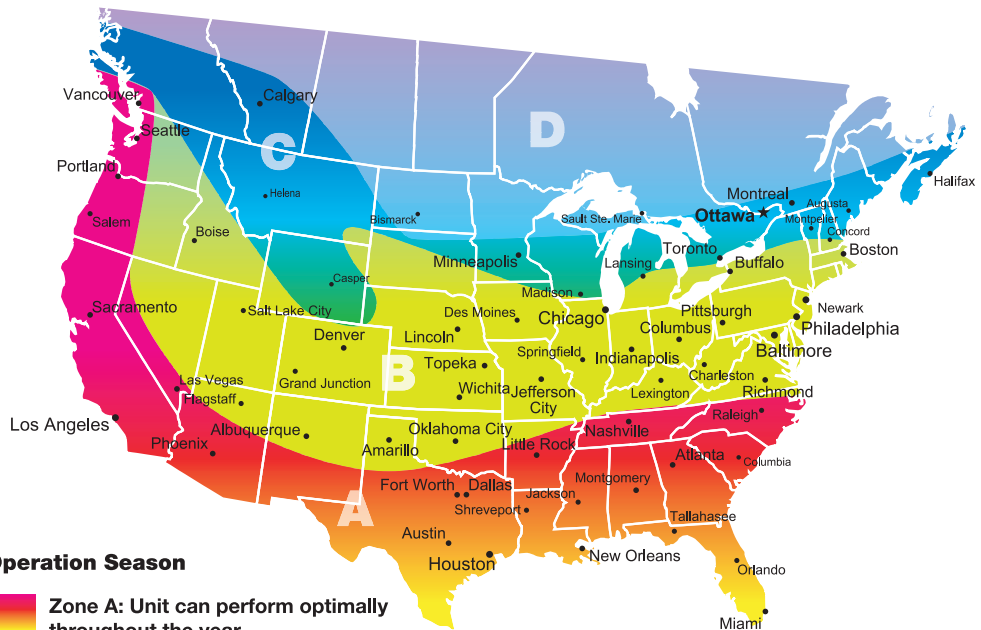 D
C
Vancouver
Calgary
Seattle
Portland
Helena
Halifax
Montreal
Augusta
Salem
Bismarck
Sault Ste. Marie
Ottawa
Montpelier
Boise
Concord
Toronto
Boston
Minneapolis
Lansing
Buffalo
Casper
Madison
Sacramento
Salt Lake City
Des Moines
Chicago
Pittsburgh
Newark
Denver
Lincoln
Columbus
Philadelphia
Springfield
Indianapolis
Baltimore
Topeka
B
Las Vegas
Grand Junction
Charleston
Flagstaff
Wichita
Jefferson
City
Lexington
Richmond
Los Angeles
Raleigh
Albuquerque
Oklahoma City
Nashville
Phoenix
Amarillo
Little Rock
Atlanta
Columbia
Fort Worth
Dallas
Montgomery
Jackson
A
Shreveport
Tallahasee
Austin
Houston
New Orleans
Orlando
Miami
peration Season
Zone A: Unit can perform optimally
throughout the year